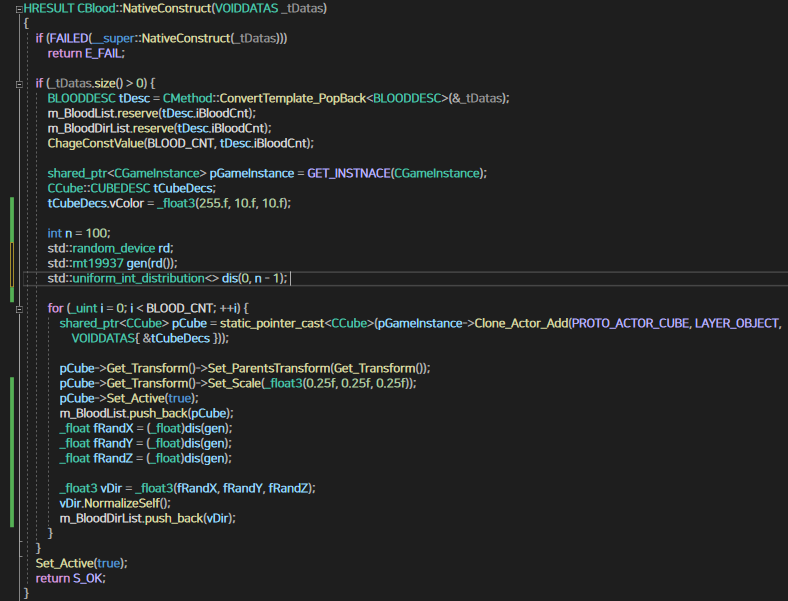 HRESULT CBlood::NativeConstruct(VOIDDATAS _tDatas)
{
if (FAILED(__super::NativeConstruct(_tDatas)))
return E_FAIL;
if (_tDatas.size() > 0) {
BLOODDESC tDesc = CMethod::ConvertTemplate_PopBack<BLOODDESC>(&_tDatas);
m_BloodList.reserve(tDesc.iBloodCnt);
m_BloodDirList.reserve(tDesc.iBloodCnt);
ChageConstValue(BLOOD_CNT, tDesc.iBloodCnt);
shared_ptr<CGameInstance> pGameInstance = GET_INSTNACE(CGameInstance);
CCube::CUBEDESC tCubeDecs;
tCubeDecs.vColor = _float3(255.f, 10.f, 10.f);
int n = 100;
std::random_device rd;
std::mt19937 gen(rd());
std::uniform_int_distribution<> dis(0, n - 1);
for (_uint i = 0; i < BLOOD_CNT; ++i) {
shared_ptr<CCube> pCube = static_pointer_cast<CCube>(pGameInstance->Clone_Actor_Add(PROTO_ACTOR_CUBE, LAYER_OBJECT,
VOIDDATAS{ &tCubeDecs }));
pCube->Get_Transform()->Set_ParentsTransform(Get_Transform());
pCube->Get_Transform()->Set_Scale(_float3(0.25f, 0.25f, 0.25f));
pCube->Set_Active(true);
m_BloodList.push_back(pCube);
_float fRandX = (_float)dis(gen);
_float fRandY = (_float)dis(gen);
_float fRandZ = (_float)dis(gen);
_float3 vDir = _float3(fRandX, fRandY, fRandZ);
vDir.NormalizeSelf();
m_BloodDirList.push_back(vDir);
}
}
Set_Active(true);
return S_OK;
}